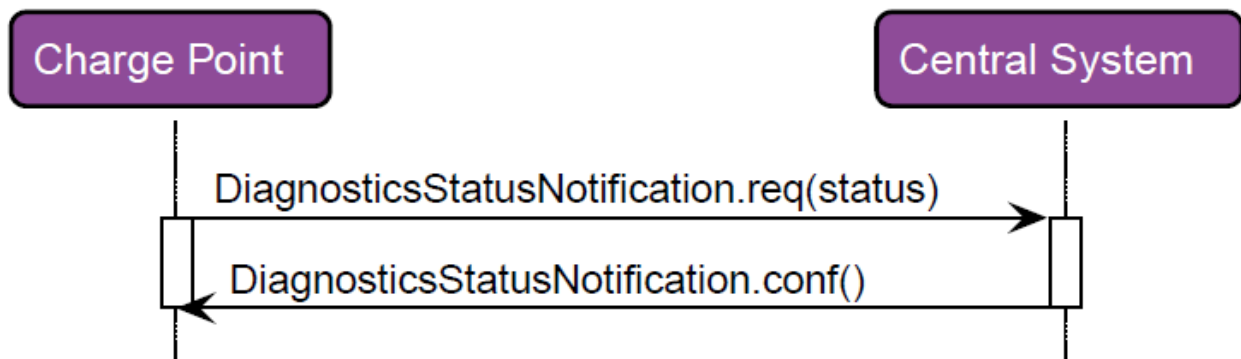 Charge Point
Central System
DiagnosticsStatusNotification.req(status)
DiagnosticsStatusNotification.conf()